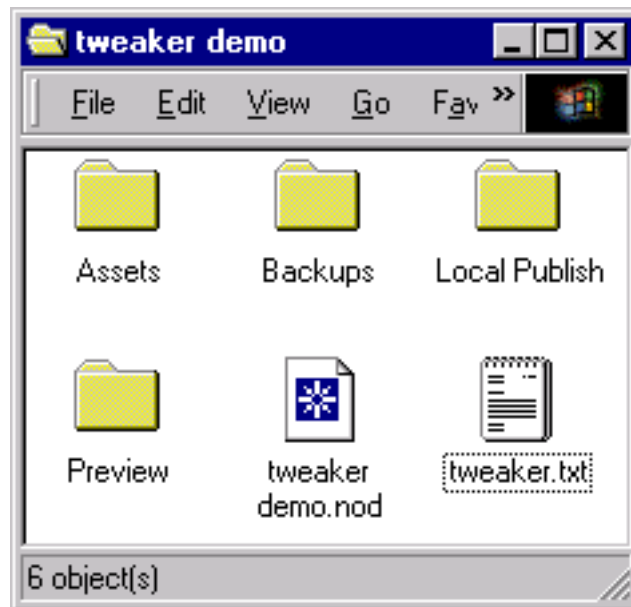 tweaker demo
File Edit View Go Fav »
Assets Backups Local Publish
Preview tweaker demo.nod tweaker.txt
6 object(s)